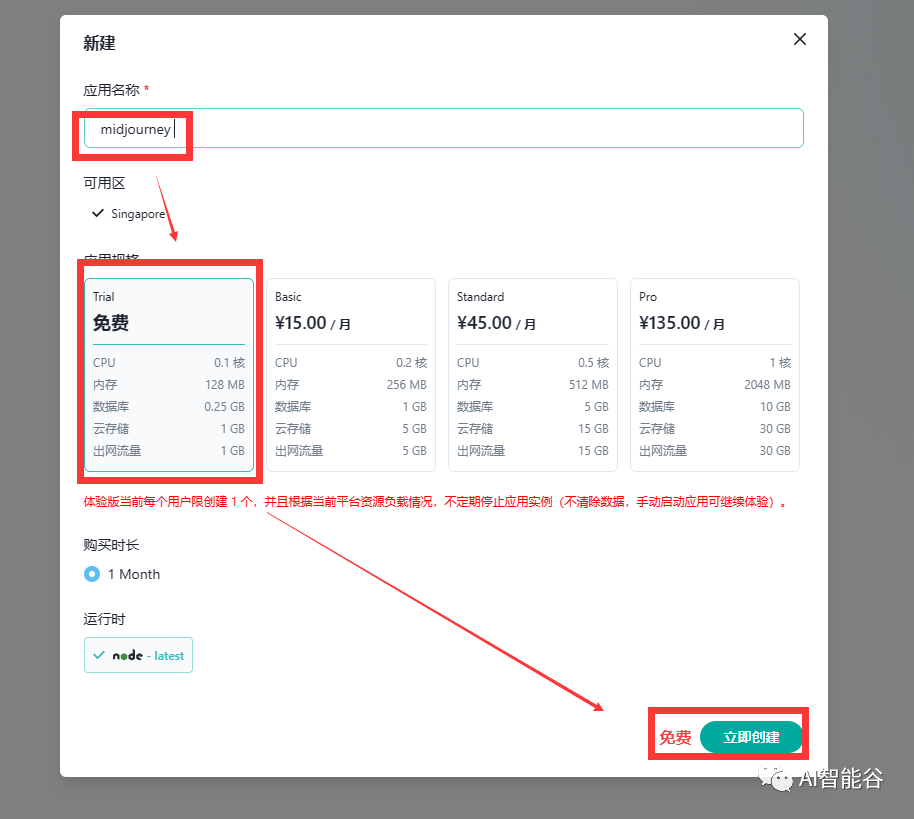 新建
应用名称 *
midjourney
可用区
Singapore
应用规格
Trial
免费
CPU 0.1 核
内存 128 MB
数据库 0.25 GB
云存储 1 GB
出网流量 1 GB
Basic
¥15.00 / 月
CPU 0.2 核
内存 256 MB
数据库 1 GB
云存储 5 GB
出网流量 5 GB
Standard
¥45.00 / 月
CPU 0.5 核
内存 512 MB
数据库 5 GB
云存储 15 GB
出网流量 15 GB
Pro
¥135.00 / 月
CPU 1 核
内存 2048 MB
数据库 10 GB
云存储 30 GB
出网流量 30 GB
体验版当前每个用户限创建 1 个，并且根据当前平台资源负载情况，不定期停止应用实例（不清除数据，手动启动应用可继续体验）。
购买时长
1 Month
运行时
node - latest
免费 立即创建
AI智能谷